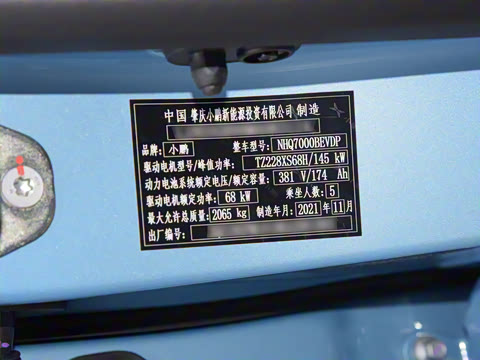 中国 肇庆小鹏新能源投资有限公司 制造
品牌: 小鹏 整车型号: NHQ7000BEVDP
驱动电机型号/峰值功率: TZ228XS68H/145 kW
动力电池系统额定电压/额定容量: 381 V/174 Ah
驱动电机额定功率: 68 kW 乘坐人数: 5
最大允许总质量: 2065 kg 制造年月: 2021 年 11 月
出厂编号: